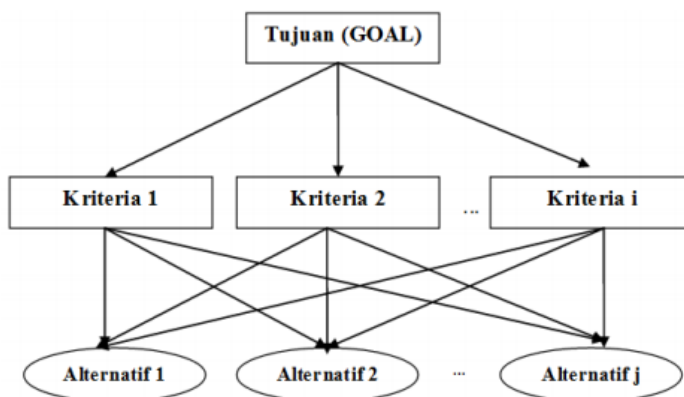 Tujuan (GOAL)
Kriteria 1
Kriteria 2
...
Kriteria i
Alternatif 1
Alternatif 2
...
Alternatif j